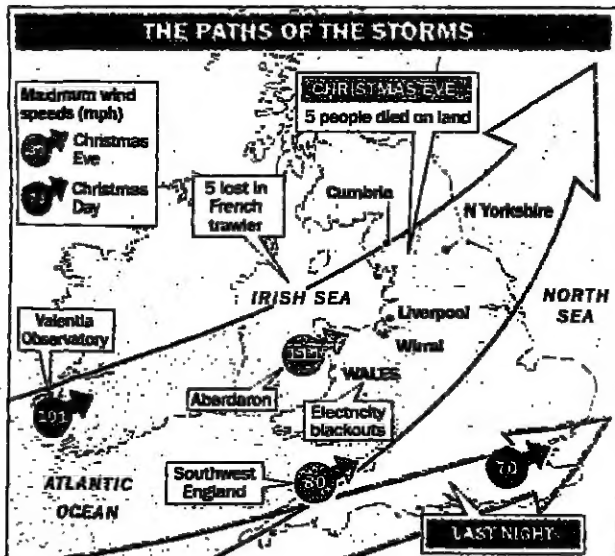 THE PATHS OF THE STORMS
Maximum wind
speeds (mph)
Christmas
Eve
Christmas
Day
CHRISTMAS EVE
5 people died on land
5 lost in
French
trawler
Cumbria
N Yorkshire
IRISH SEA
NORTH
SEA
Valentia
Observatory
Liverpool
Wirral
101
Aberdaron
WALES
Electricity
blackouts
Southwest
England
80
70
ATLANTIC
OCEAN
LAST NIGHT